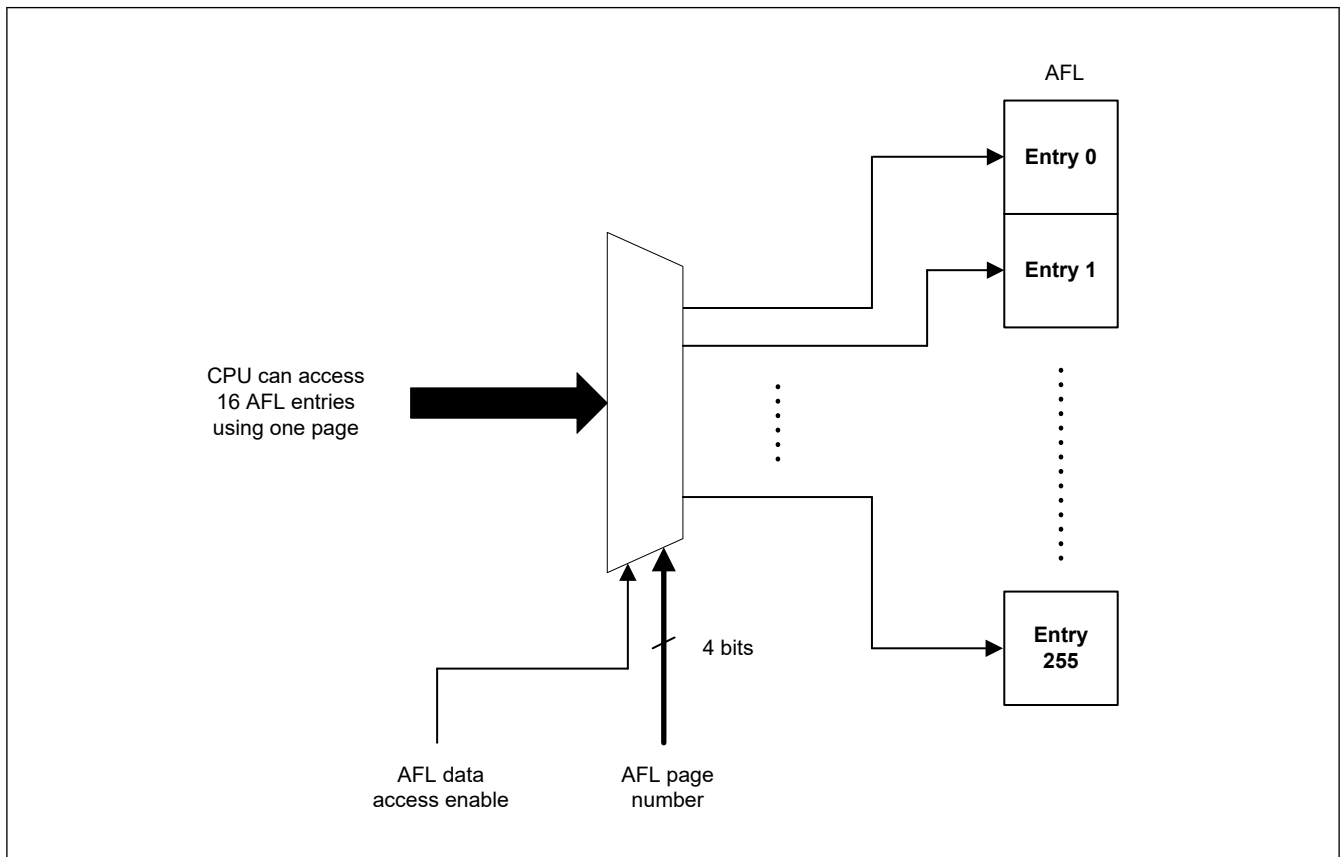 AFL
Entry 0
Entry 1
CPU can access
16 AFL entries
using one page
Entry
255
4 bits
AFL data
access enable
AFL page
number